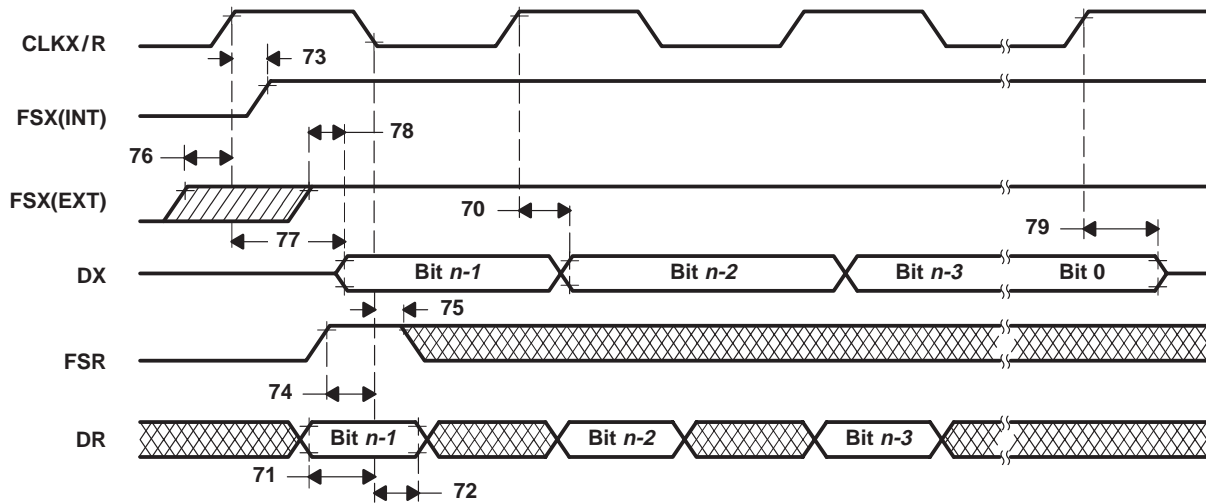 CLKX/R
73
FSX(INT)
78
76
FSX(EXT)
70
77
79
DX
Bit n-1
Bit n-2
Bit n-3
Bit 0
75
FSR
74
DR
Bit n-1
Bit n-2
Bit n-3
71
72